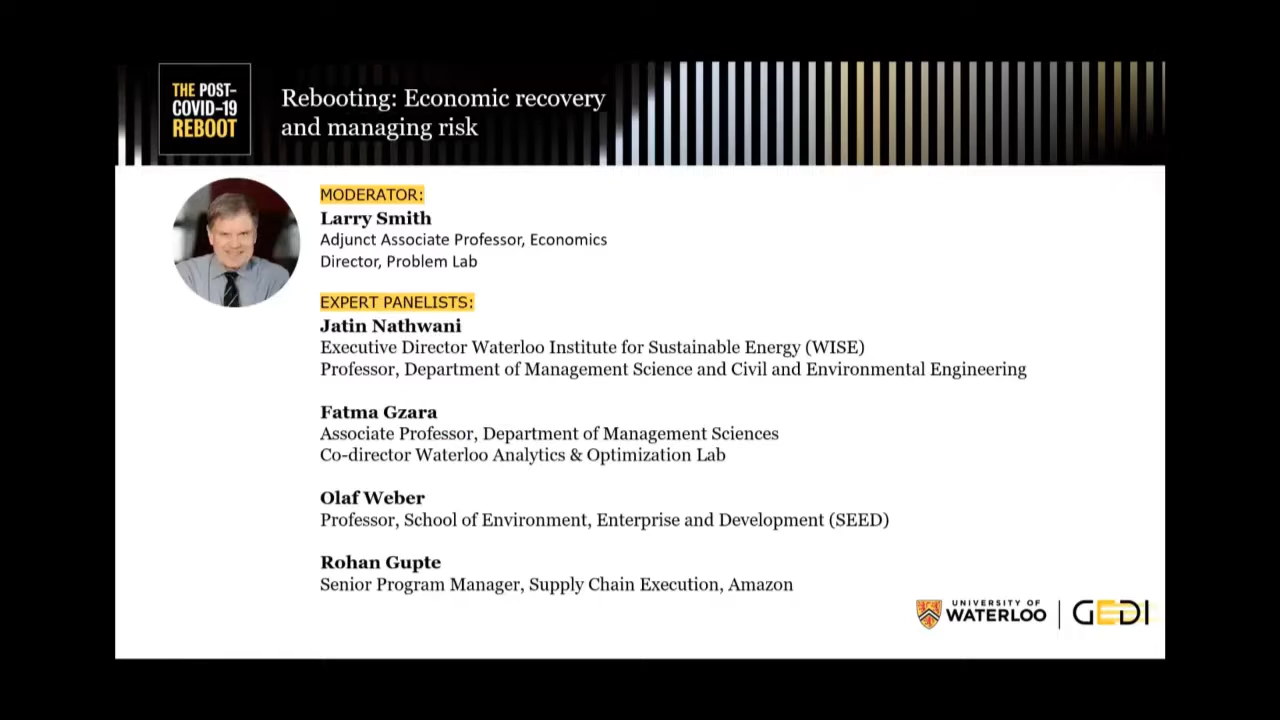 THE POST-
COVID-19
REBOOT
Rebooting: Economic recovery
and managing risk
MODERATOR:
Larry Smith
Adjunct Associate Professor, Economics
Director, Problem Lab
EXPERT PANELISTS:
Jatin Nathwani
Executive Director Waterloo Institute for Sustainable Energy (WISE)
Professor, Department of Management Science and Civil and Environmental Engineering
Fatma Gzara
Associate Professor, Department of Management Sciences
Co-director Waterloo Analytics & Optimization Lab
Olaf Weber
Professor, School of Environment, Enterprise and Development (SEED)
Rohan Gupte
Senior Program Manager, Supply Chain Execution, Amazon
UNIVERSITY OF
WATERLOO
GEDI